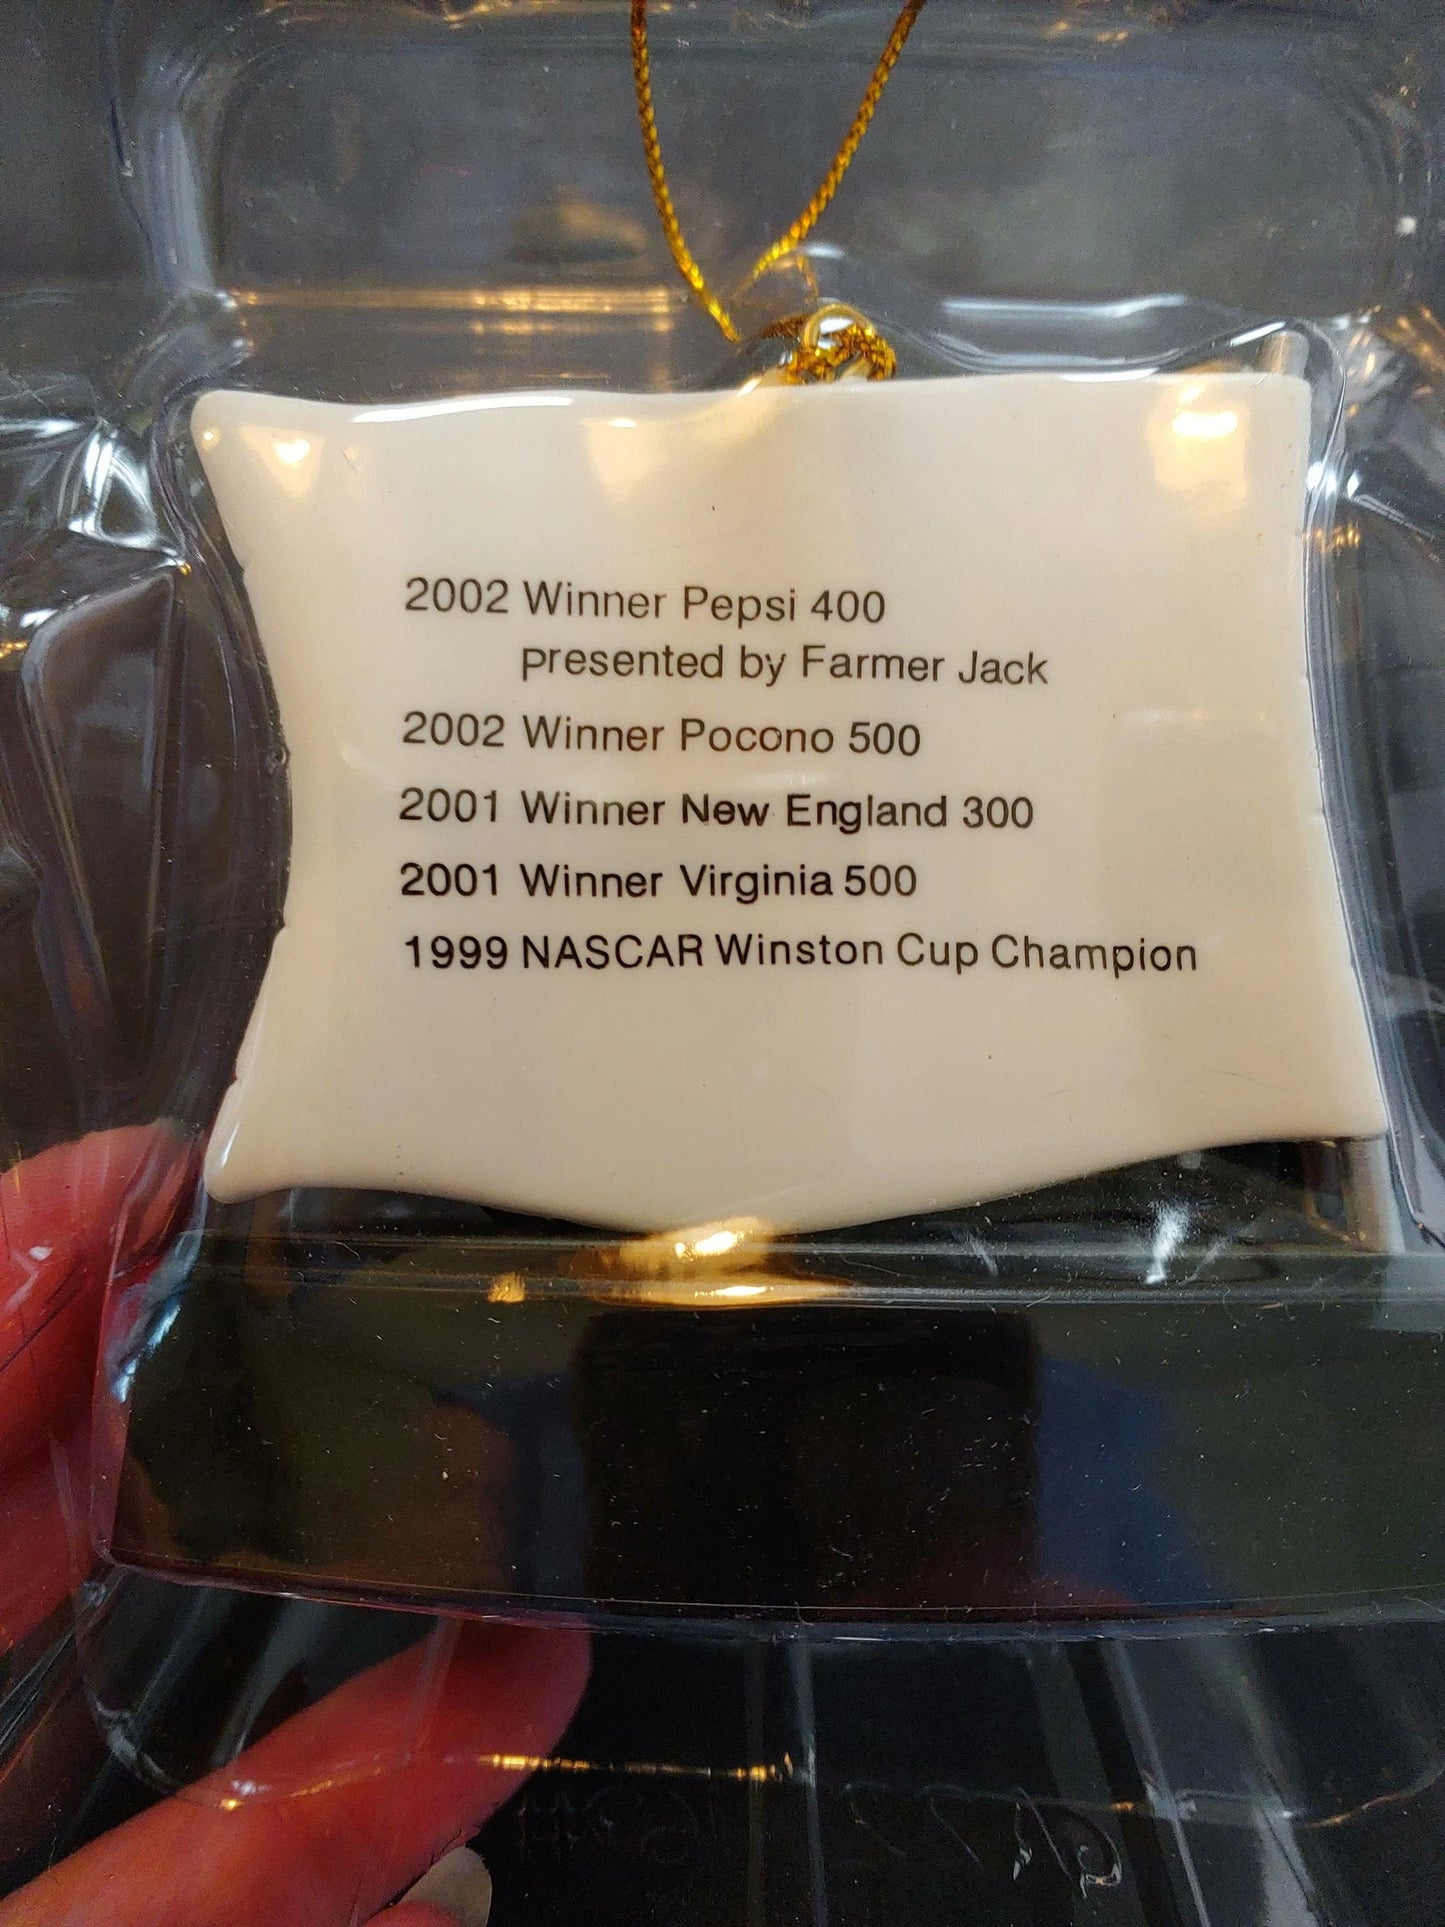 2002 Winner Pepsi 400
presented by Farmer Jack
2002 Winner Pocono 500
2001 Winner New England 300
2001 Winner Virginia 500
1999 NASCAR Winston Cup Champion